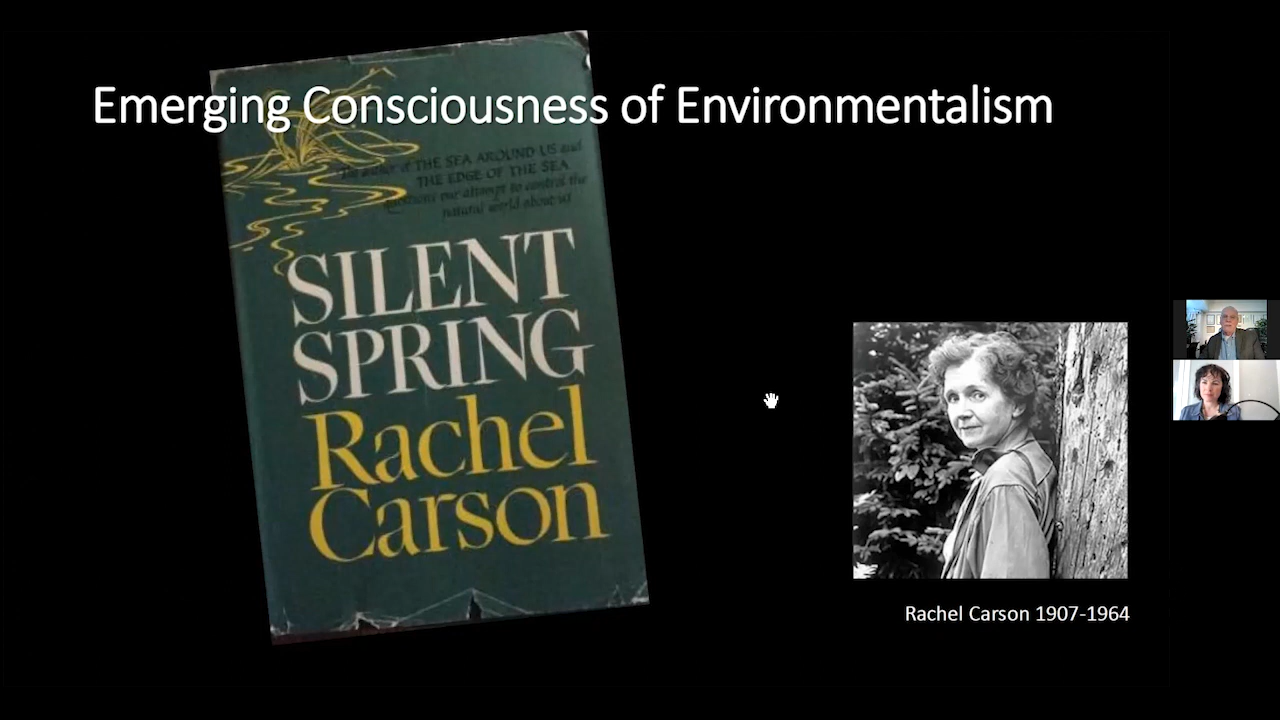 Emerging Consciousness of Environmentalism
The author of THE SEA AROUND US and
THE EDGE OF THE SEA
questions our attempt to control the
natural world about us
SILENT
SPRING
Rachel
Carson
Rachel Carson 1907-1964